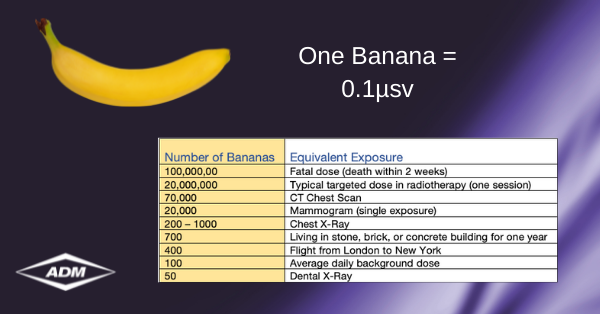 One Banana =
0.1µsv
Number of Bananas Equivalent Exposure
100,000,00 Fatal dose (death within 2 weeks)
20,000,000 Typical targeted dose in radiotherapy (one session)
70,000 CT Chest Scan
20,000 Mammogram (single exposure)
200 – 1000 Chest X-Ray
700 Living in stone, brick, or concrete building for one year
400 Flight from London to New York
100 Average daily background dose
50 Dental X-Ray
ADM